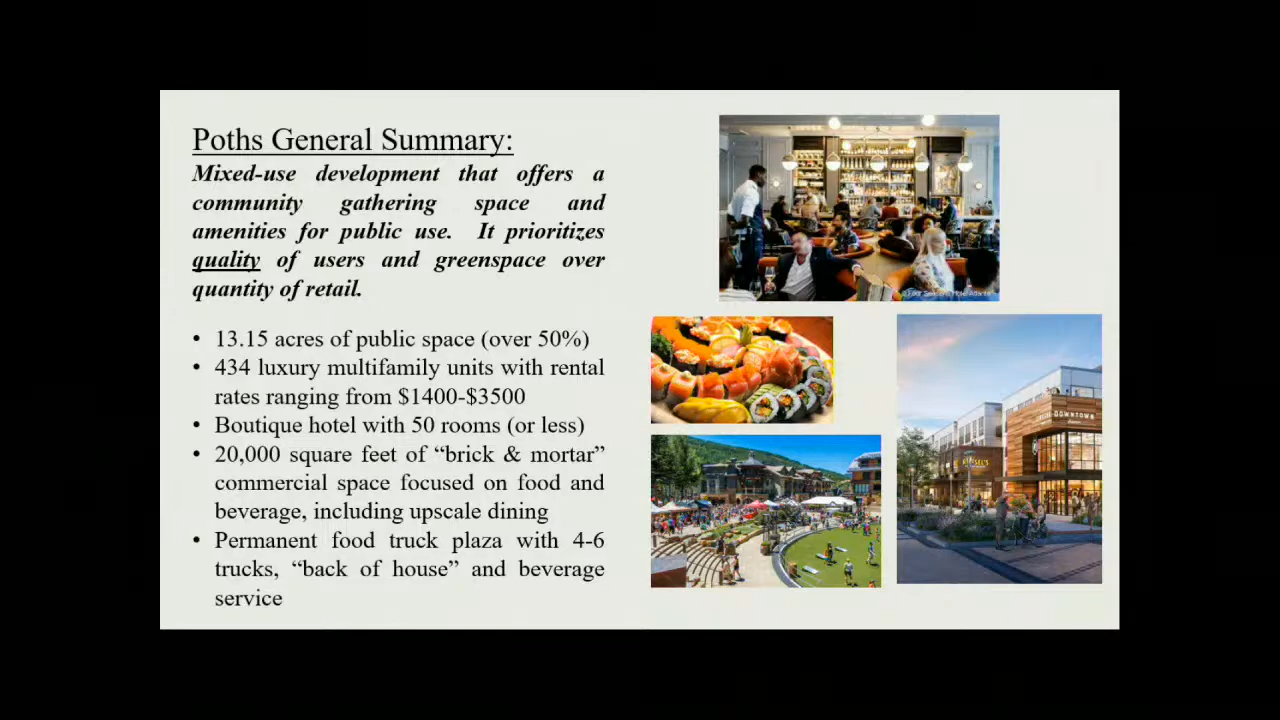 Poths General Summary:
Mixed-use development that offers a
community gathering space and
amenities for public use. It prioritizes
quality of users and greenspace over
quantity of retail.
• 13.15 acres of public space (over 50%)
• 434 luxury multifamily units with rental
rates ranging from $1400-$3500
• Boutique hotel with 50 rooms (or less)
• 20,000 square feet of “brick & mortar”
commercial space focused on food and
beverage, including upscale dining
• Permanent food truck plaza with 4-6
trucks, “back of house” and beverage
service
DOWNTOWN